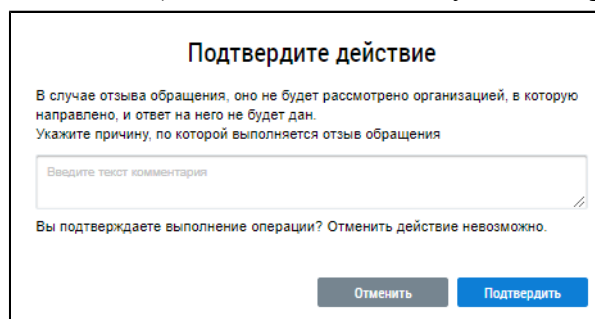 Подтвердите действие
В случае отзыва обращения, оно не будет рассмотрено организацией, в которую
направлено, и ответ на него не будет дан.
Укажите причину, по которой выполняется отзыв обращения
Введите текст комментария
Вы подтверждаете выполнение операции? Отменить действие невозможно.
Отменить Подтвердить